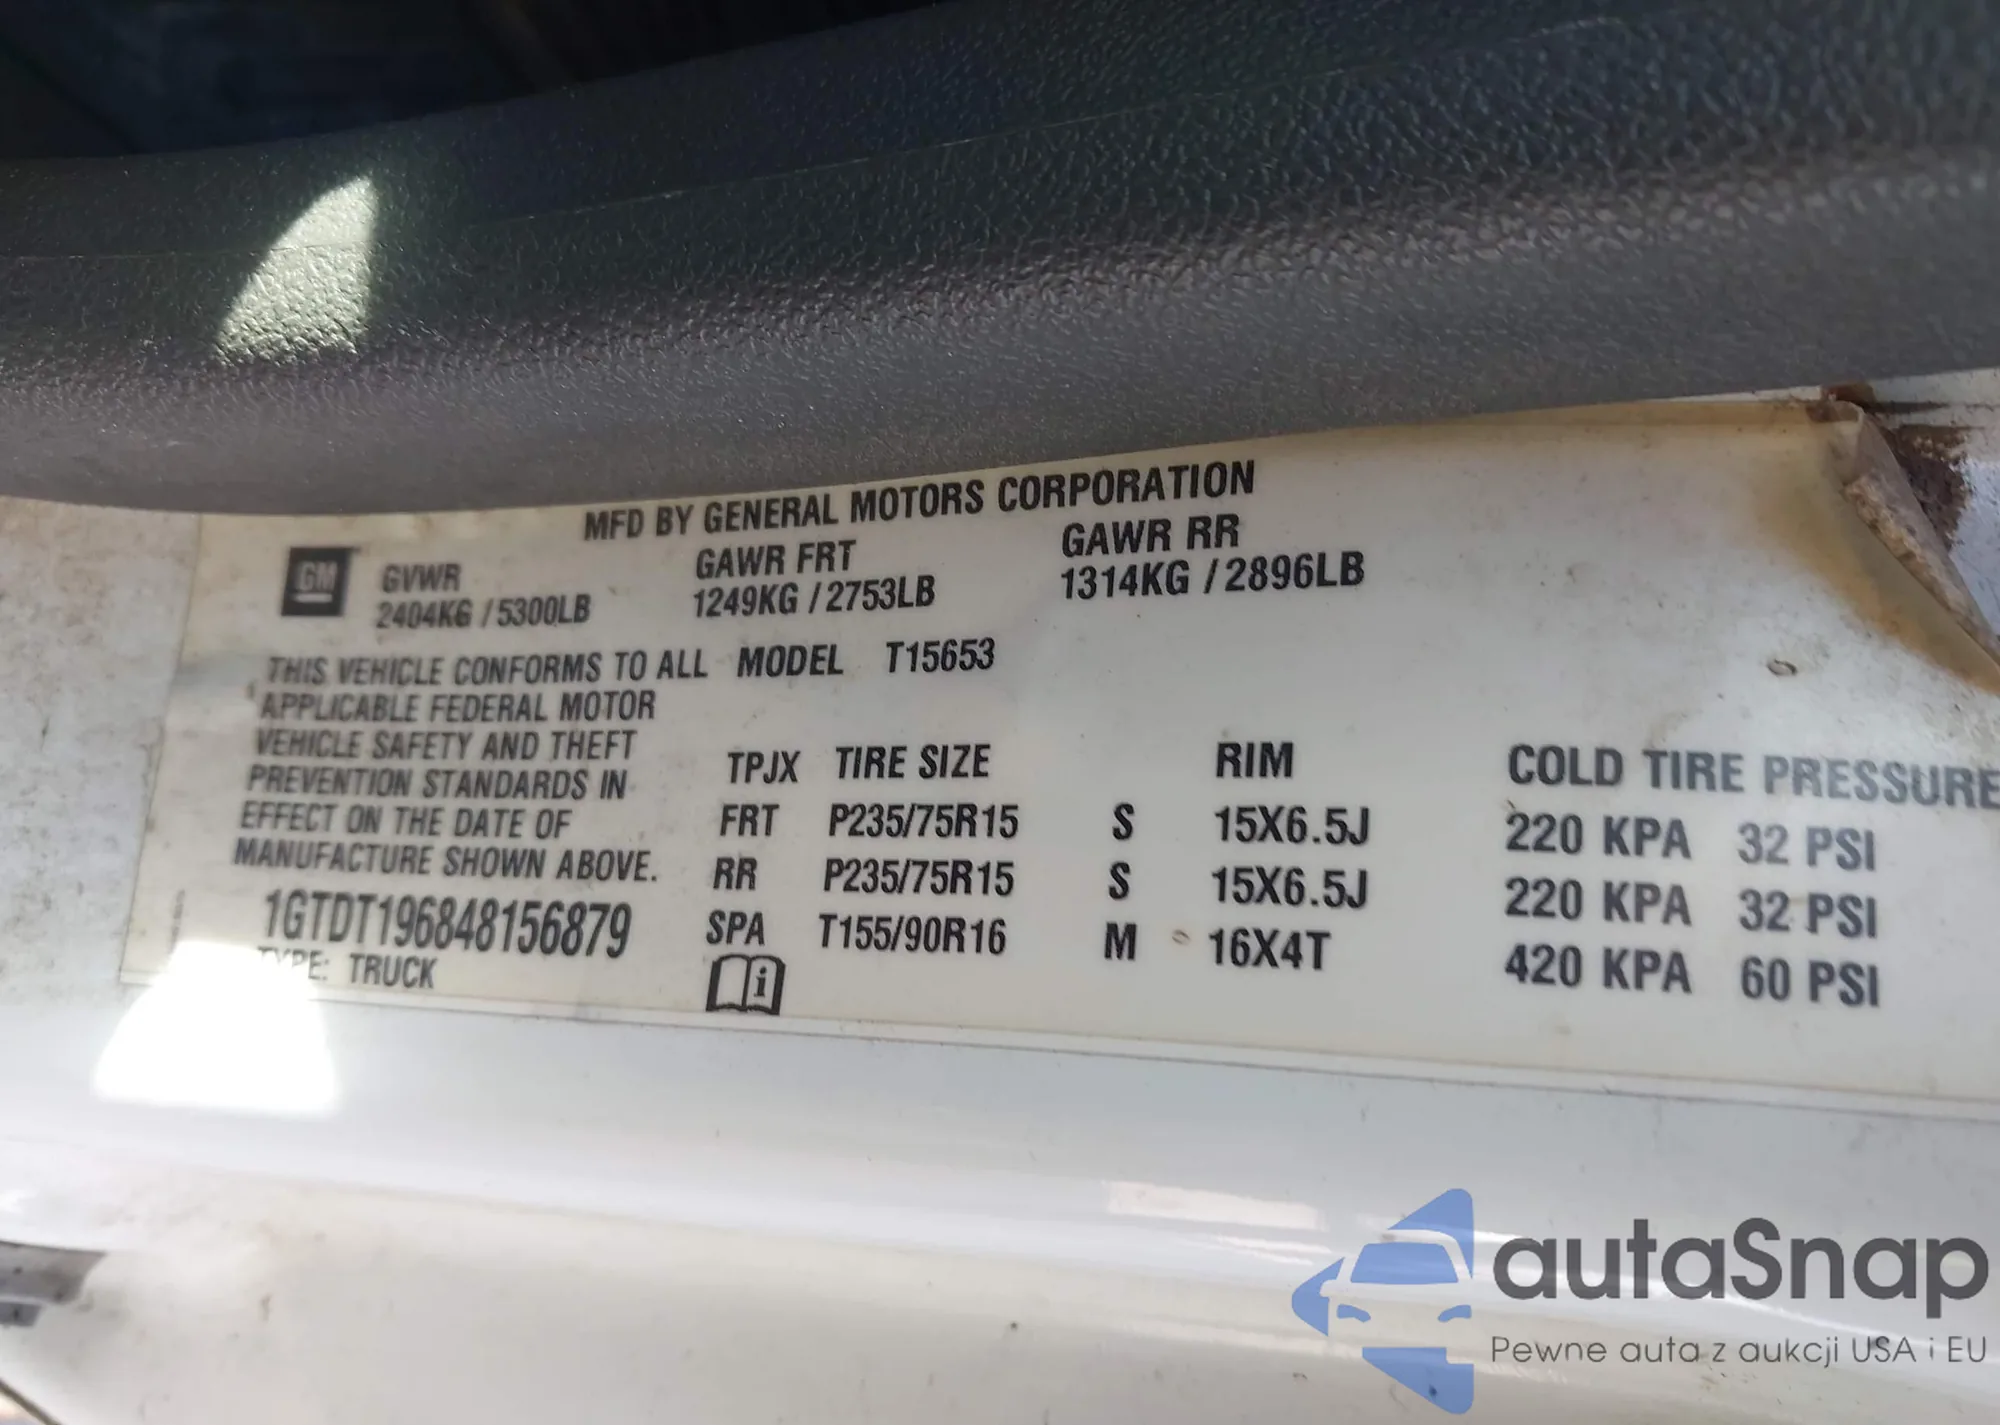 MFD BY GENERAL MOTORS CORPORATION
GM
GVWR GAWR FRT GAWR RR
2404KG / 5300LB 1249KG / 2753LB 1314KG / 2896LB
THIS VEHICLE CONFORMS TO ALL
APPLICABLE FEDERAL MOTOR
VEHICLE SAFETY AND THEFT
PREVENTION STANDARDS IN
EFFECT ON THE DATE OF
MANUFACTURE SHOWN ABOVE.
1GTDT196848156879
TYPE: TRUCK
MODEL T15653
TPJX TIRE SIZE RIM COLD TIRE PRESSURE
FRT P235/75R15 S 15X6.5J 220 KPA 32 PSI
RR P235/75R15 S 15X6.5J 220 KPA 32 PSI
SPA T155/90R16 M 16X4T 420 KPA 60 PSI
i
autaSnap
Pewne auta z aukcji USA i EU